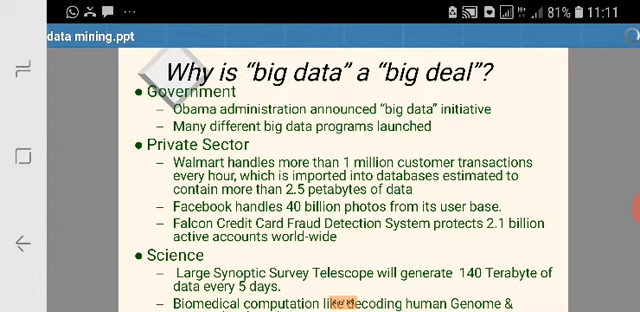 81% 11:11
data mining.ppt
Why is “big data” a “big deal”?
• Government
– Obama administration announced “big data” initiative
– Many different big data programs launched
• Private Sector
– Walmart handles more than 1 million customer transactions
every hour, which is imported into databases estimated to
contain more than 2.5 petabytes of data
– Facebook handles 40 billion photos from its user base.
– Falcon Credit Card Fraud Detection System protects 2.1 billion
active accounts world-wide
• Science
– Large Synoptic Survey Telescope will generate 140 Terabyte of
data every 5 days.
– Biomedical computation like decoding human Genome &